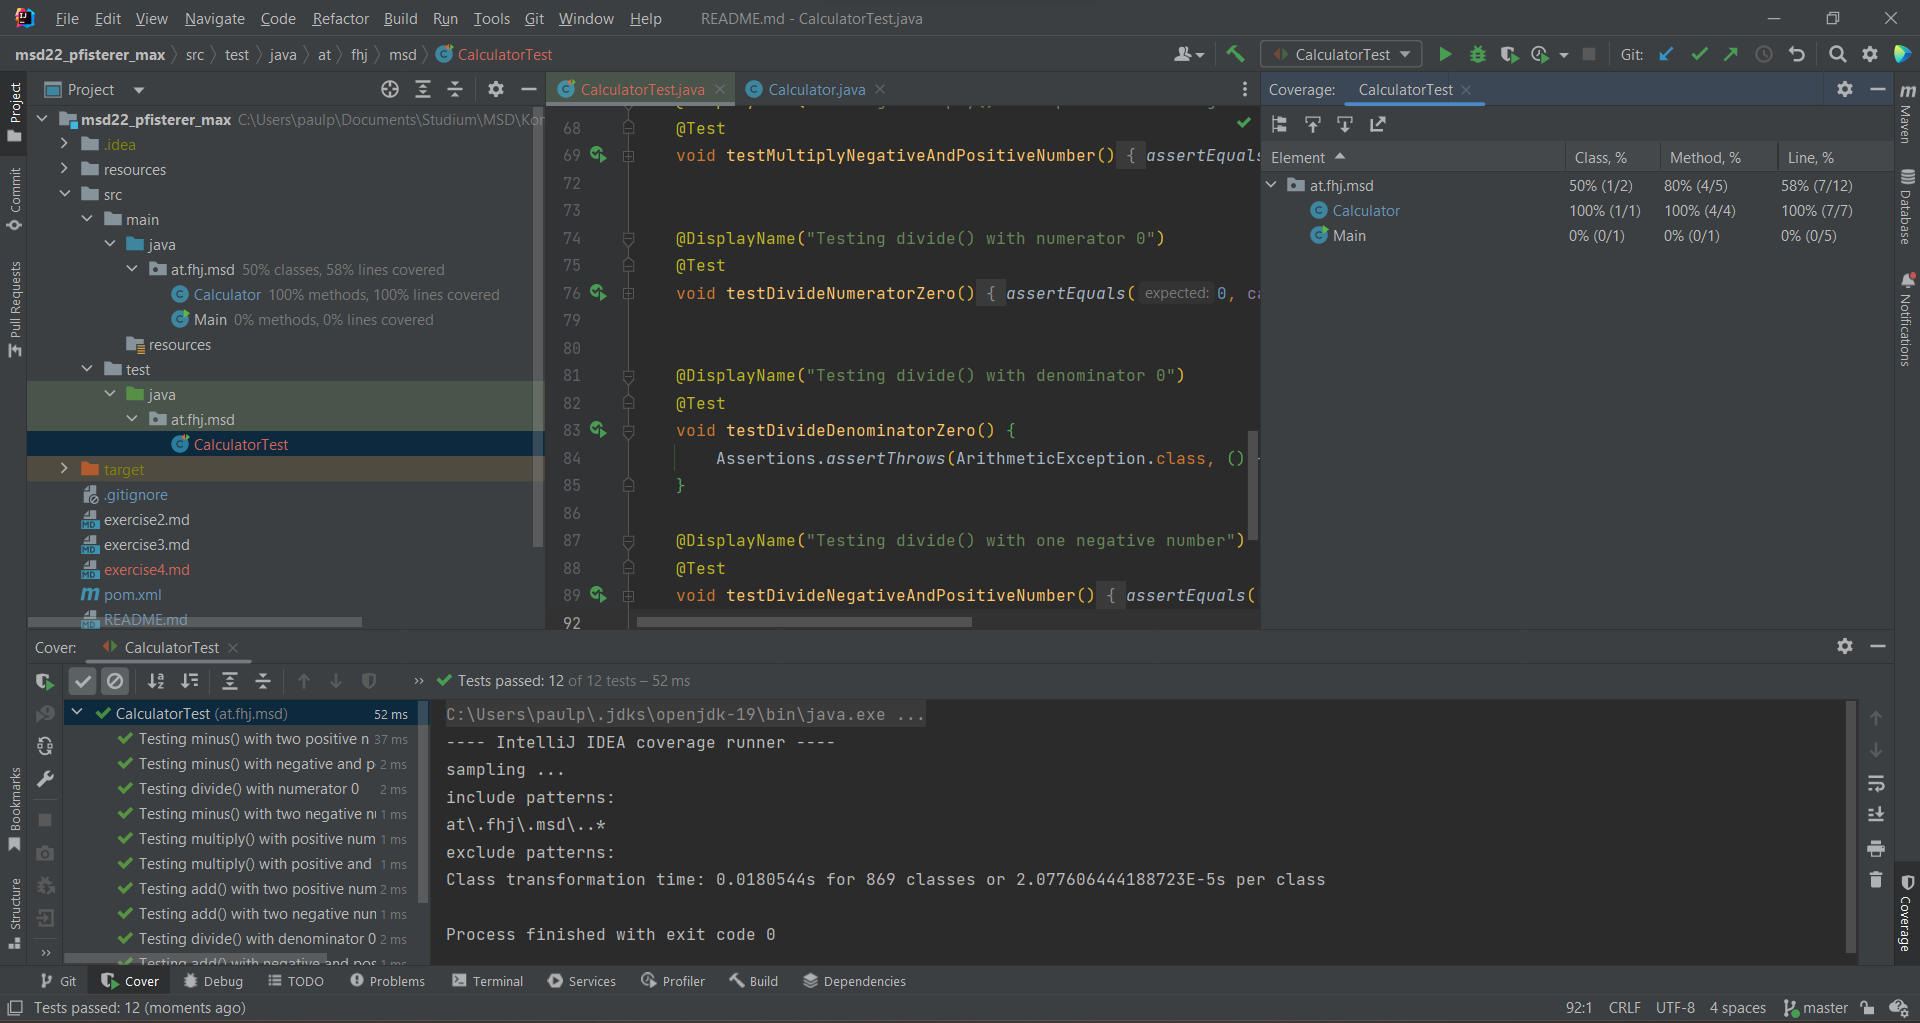 File Edit View Navigate Code Refactor Build Run Tools Git Window Help README.md - CalculatorTest.java
msd22_pfisterer_max src test java at fhj msd CalculatorTest
CalculatorTest Git:
Project
CalculatorTest.java Calculator.java
Coverage: CalculatorTest
msd22_pfisterer_max C:\Users\paulp\Documents\Studium\MSD\Kor
.idea
resources
src
main
java
at.fhj.msd 50% classes, 58% lines covered
Calculator 100% methods, 100% lines covered
Main 0% methods, 0% lines covered
resources
test
java
at.fhj.msd
CalculatorTest
target
.gitignore
exercise2.md
exercise3.md
exercise4.md
pom.xml
README.md
68 @Test
69 void testMultiplyNegativeAndPositiveNumber() { assertEquals
72
73
74 @DisplayName("Testing divide() with numerator 0")
75 @Test
76 void testDivideNumeratorZero() { assertEquals( expected: 0, ca
79
80
81 @DisplayName("Testing divide() with denominator 0")
82 @Test
83 void testDivideDenominatorZero() {
84 Assertions.assertThrows(ArithmeticException.class, ()
85 }
86
87 @DisplayName("Testing divide() with one negative number")
88 @Test
89 void testDivideNegativeAndPositiveNumber() { assertEquals(
92
Element Class, % Method, % Line, %
at.fhj.msd 50% (1/2) 80% (4/5) 58% (7/12)
Calculator 100% (1/1) 100% (4/4) 100% (7/7)
Main 0% (0/1) 0% (0/1) 0% (0/5)
Project
Commit
Pull Requests
Bookmarks
Structure
Maven
Database
Notifications
Coverage
Cover: CalculatorTest
Tests passed: 12 of 12 tests – 52 ms
CalculatorTest (at.fhj.msd) 52 ms
Testing minus() with two positive n 37 ms
Testing minus() with negative and p 2 ms
Testing divide() with numerator 0 2 ms
Testing minus() with two negative nu 1 ms
Testing multiply() with positive num 1 ms
Testing multiply() with positive and 1 ms
Testing add() with two positive num 2 ms
Testing add() with two negative nun 1 ms
Testing divide() with denominator 0 2 ms
Testing add() with negative and pos 1 ms
C:\Users\paulp\.jdks\openjdk-19\bin\java.exe ...
---- IntelliJ IDEA coverage runner ----
sampling ...
include patterns:
at\.fhj\.msd\..*
exclude patterns:
Class transformation time: 0.0180544s for 869 classes or 2.077606444188723E-5s per class
Process finished with exit code 0
Git Cover Debug TODO Problems Terminal Services Profiler Build Dependencies
Tests passed: 12 (moments ago) 92:1 CRLF UTF-8 4 spaces master